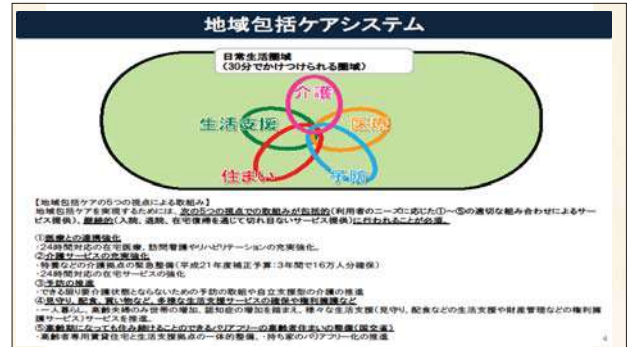 地域包括ケアシステム
日常生活圏域
(30分でかけつけられる圏域)
介護
生活支援
医療
住まい
予防
【地域包括ケアの5つの視点による取組み】
地域包括ケアを実現するためには、次の5つの視点での取組みが包括的(利用者のニーズに応じた①~⑤の適切な組み合わせによるサー
ビス提供)、継続的(入院、退院、在宅復帰を通じて切れ目ないサービス提供)に行われることが必須。
①医療との連携強化
・24時間対応の在宅医療、訪問看護やリハビリテーションの充実強化。
②介護サービスの充実強化
・特養などの介護拠点の緊急整備(平成21年度補正予算:3年間で16万人分確保)
・24時間対応の在宅サービスの強化
③予防の推進
・できる限り要介護状態とならないための予防の取組や自立支援型の介護の推進
④見守り、配食、買い物など、多様な生活支援サービスの確保や権利擁護など
・一人暮らし、高齢夫婦のみ世帯の増加、認知症の増加を踏まえ、様々な生活支援(見守り、配食などの生活支援や財産管理などの権利擁
護サービス)サービスを推進。
⑤高齢期になっても住み続けることのできるバリアフリーの高齢者住まいの整備(国交省)
・高齢者専用賃貸住宅と生活支援拠点の一体的整備、・持ち家のバリアフリー化の推進
4